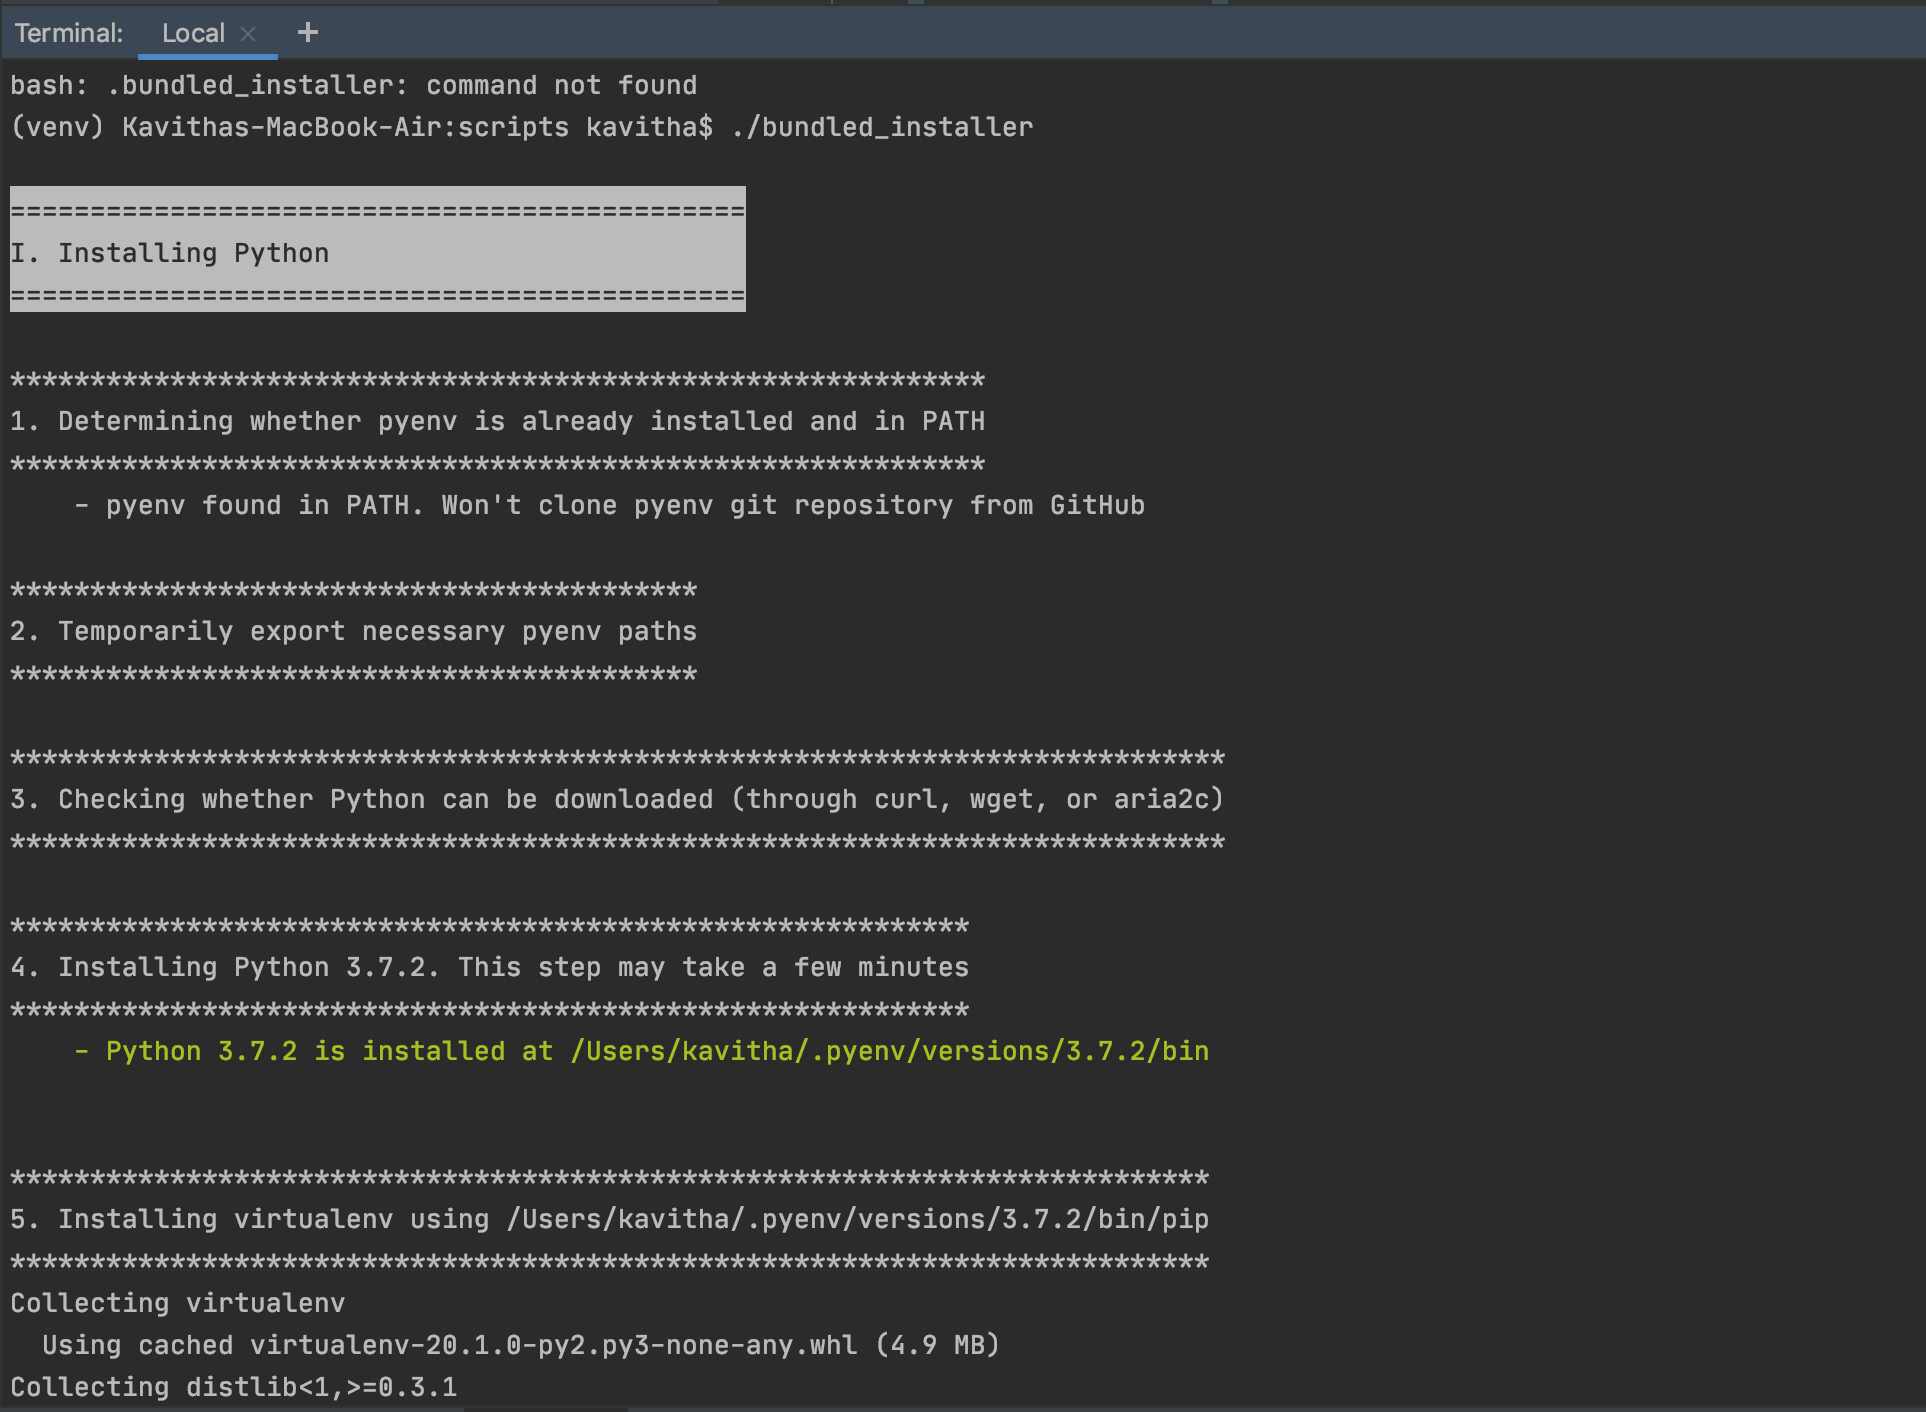 Terminal: Local × +
bash: .bundled_installer: command not found
(venv) Kavithas-MacBook-Air:scripts kavitha$ ./bundled_installer
==============================================
I. Installing Python
==============================================
*************************************************************
1. Determining whether pyenv is already installed and in PATH
*************************************************************
- pyenv found in PATH. Won't clone pyenv git repository from GitHub
*******************************************
2. Temporarily export necessary pyenv paths
*******************************************
****************************************************************************
3. Checking whether Python can be downloaded (through curl, wget, or aria2c)
****************************************************************************
************************************************************
4. Installing Python 3.7.2. This step may take a few minutes
************************************************************
- Python 3.7.2 is installed at /Users/kavitha/.pyenv/versions/3.7.2/bin
***************************************************************************
5. Installing virtualenv using /Users/kavitha/.pyenv/versions/3.7.2/bin/pip
***************************************************************************
Collecting virtualenv
Using cached virtualenv-20.1.0-py2.py3-none-any.whl (4.9 MB)
Collecting distlib<1,>=0.3.1